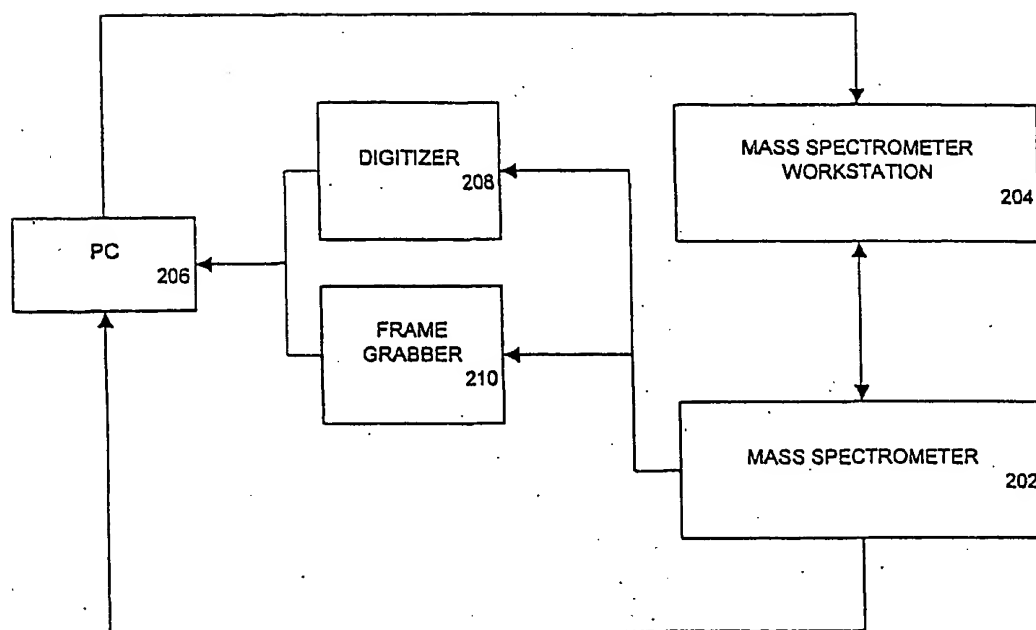 DIGITIZER
208
MASS SPECTROMETER
WORKSTATION
204
PC
206
FRAME
GRABBER
210
MASS SPECTROMETER
202